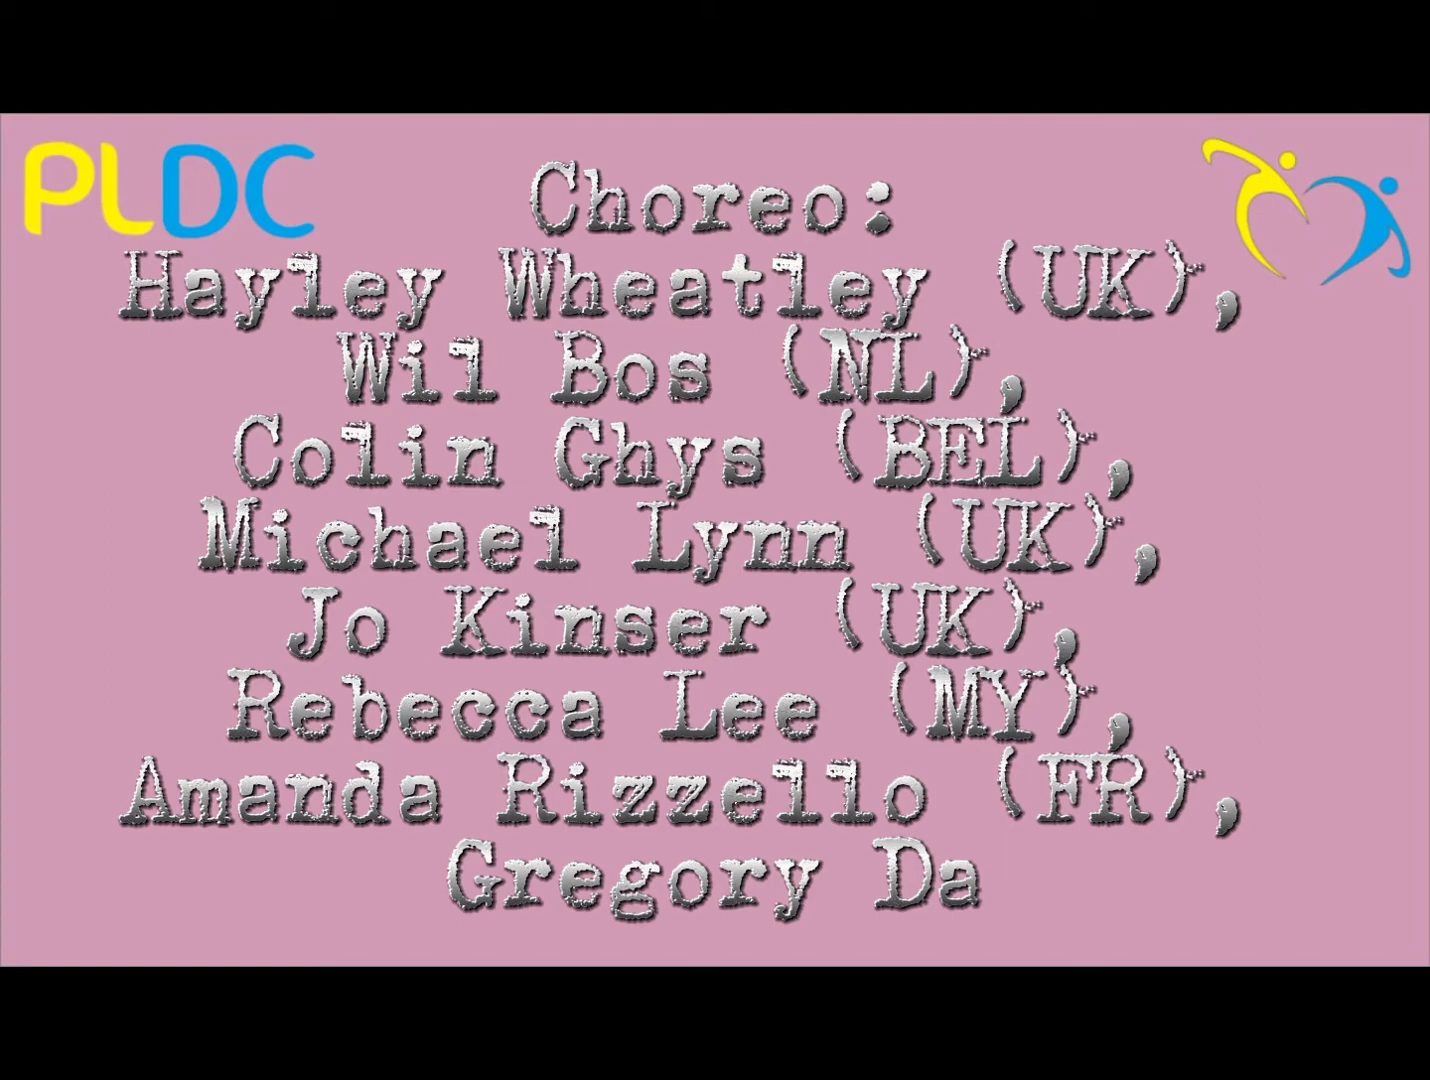 PLDC
Choreo:
Hayley Wheatley (UK),
Wil Bos (NL),
Colin Ghys (BEL),
Michael Lynn (UK),
Jo Kinser (UK),
Rebecca Lee (MY),
Amanda Rizzello (FR),
Gregory Da